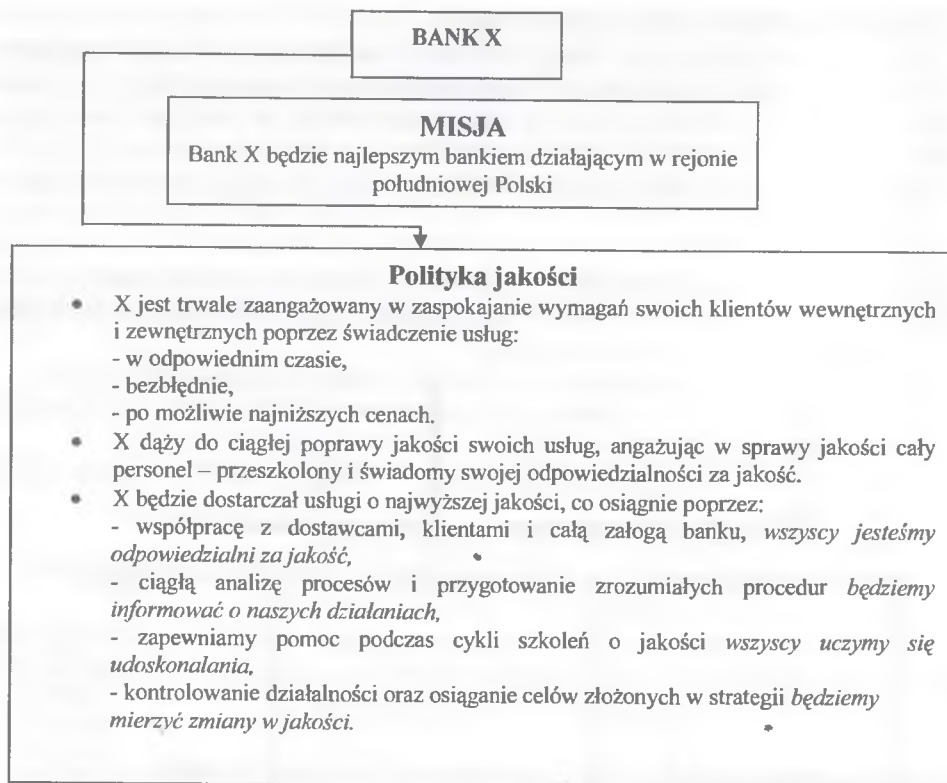 BANK X
MISJA
Bank X będzie najlepszym bankiem działającym w rejonie
południowej Polski
Polityka jakości
• X jest trwale zaangażowany w zaspokajanie wymagań swoich klientów wewnętrznych
i zewnętrznych poprzez świadczenie usług:
- w odpowiednim czasie,
- bezbłędnie,
- po możliwie najniższych cenach.
• X dąży do ciągłej poprawy jakości swoich usług, angażując w sprawy jakości cały
personel – przeszkolony i świadomy swojej odpowiedzialności za jakość.
• X będzie dostarczał usługi o najwyższej jakości, co osiągnie poprzez:
- współpracę z dostawcami, klientami i całą załogą banku, wszyscy jesteśmy
odpowiedzialni za jakość,
- ciągłą analizę procesów i przygotowanie zrozumiałych procedur będziemy
informować o naszych działaniach,
- zapewniamy pomoc podczas cykli szkoleń o jakości wszyscy uczymy się
udoskonalania,
- kontrolowanie działalności oraz osiąganie celów złożonych w strategii będziemy
mierzyć zmiany w jakości.